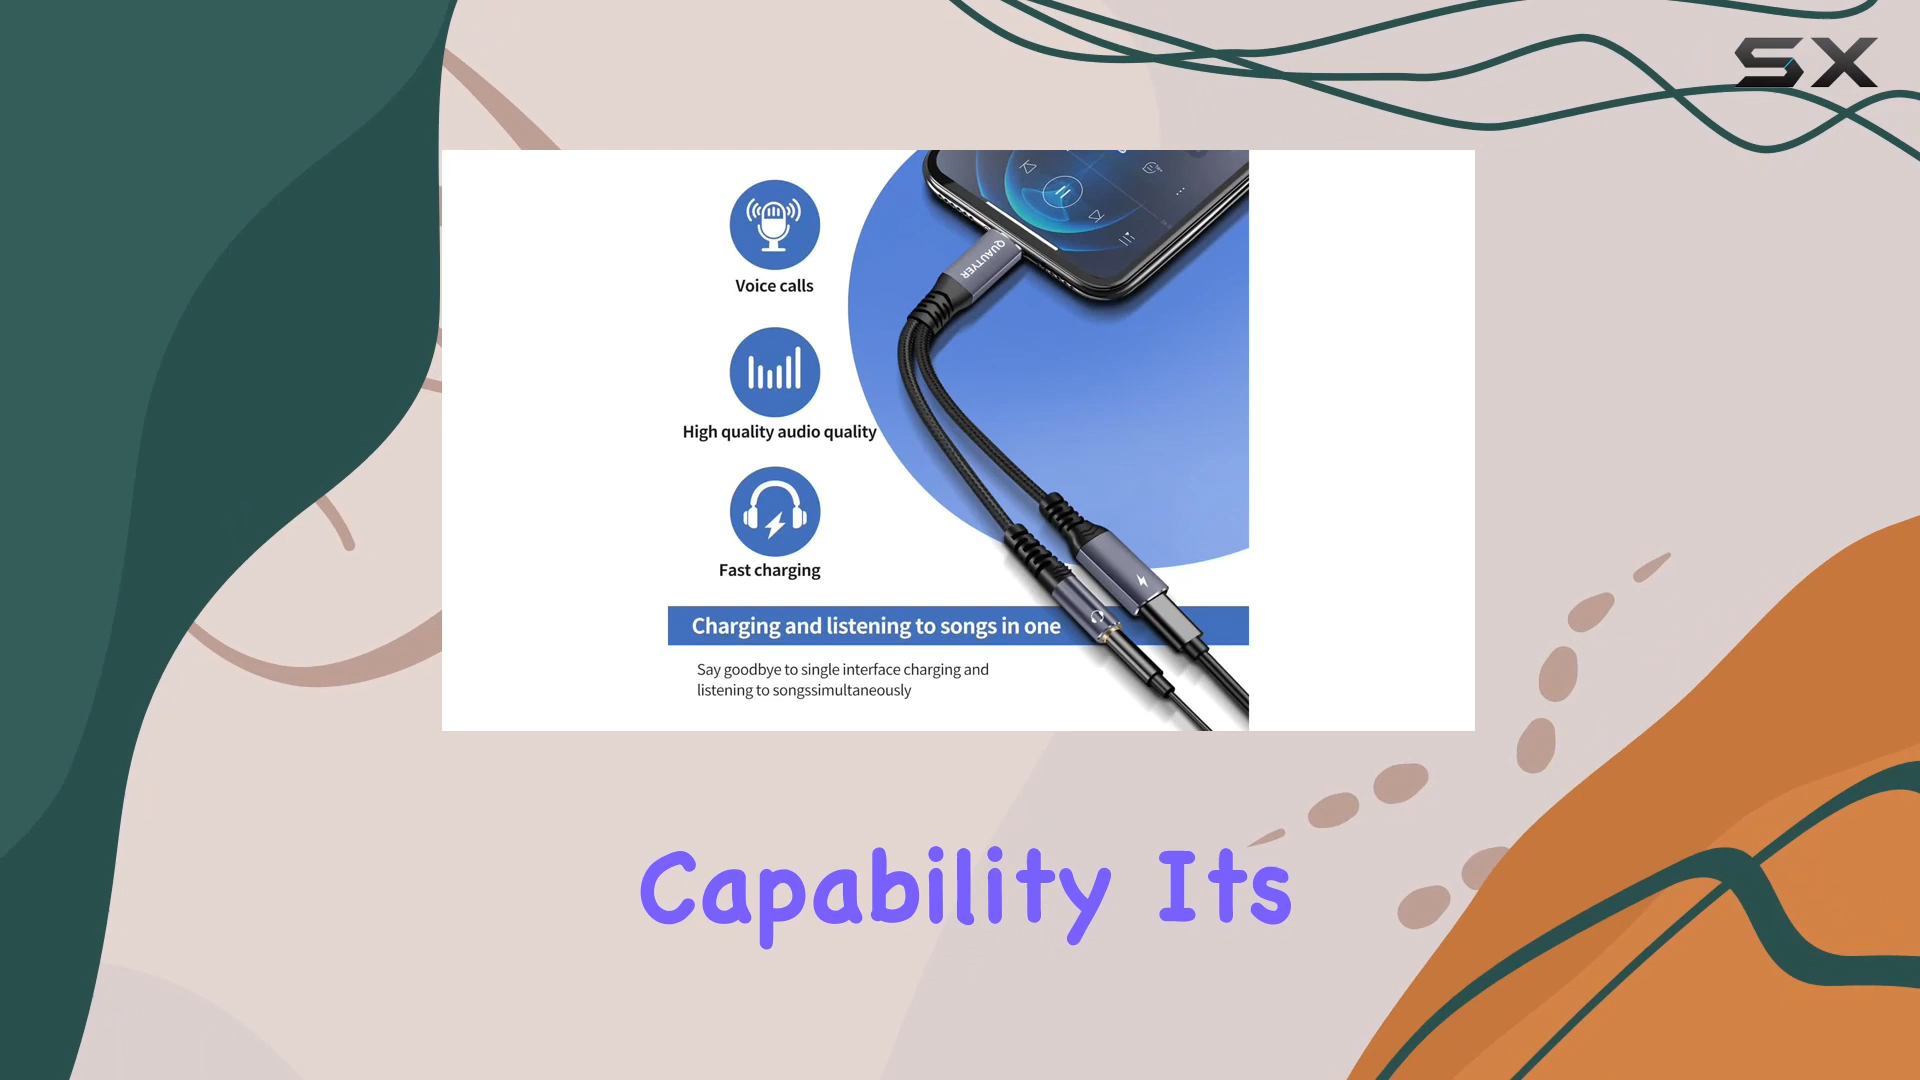 SX
QUAUTYER
Voice calls
High quality audio quality
Fast charging
Charging and listening to songs in one
Say goodbye to single interface charging and
listening to songssimultaneously
Capability Its